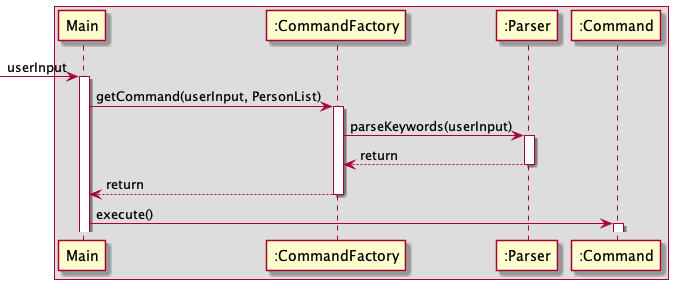 Main
:CommandFactory
:Parser
:Command
userInput
getCommand(userInput, PersonList)
parseKeywords(userInput)
return
return
execute()
Main
:CommandFactory
:Parser
:Command